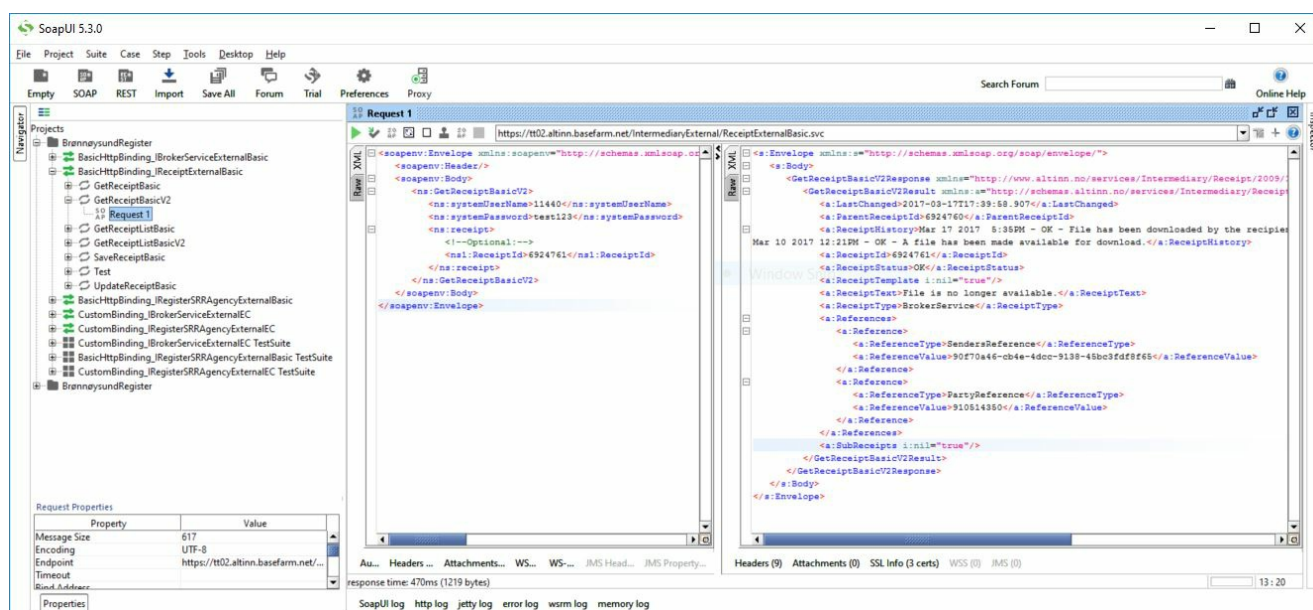 SoapUI 5.3.0
File Project Suite Case Step Tools Desktop Help
Empty SOAP REST Import Save All Forum Trial Preferences Proxy
Search Forum
Online Help
Navigator
Projects
BrønnøysundRegister
BasicHttpBinding_IBrokerServiceExternalBasic
BasicHttpBinding_IReceiptExternalBasic
GetReceiptBasic
GetReceiptBasicV2
Request 1
GetReceiptListBasic
GetReceiptListBasicV2
SaveReceiptBasic
Test
UpdateReceiptBasic
BasicHttpBinding_IRegisterSRRAgencyExternalBasic
CustomBinding_IBrokerServiceExternalEC
CustomBinding_IRegisterSRRAgencyExternalEC
CustomBinding_IBrokerServiceExternalEC TestSuite
BasicHttpBinding_IRegisterSRRAgencyExternalBasic TestSuite
CustomBinding_IRegisterSRRAgencyExternalEC TestSuite
BrønnøysundRegister
Request Properties
Property Value
Message Size 617
Encoding UTF-8
Endpoint https://tt02.altinn.basefarm.net/...
Timeout
Bind Address
Properties
Request 1
https://tt02.altinn.basefarm.net/IntermediaryExternal/ReceiptExternalBasic.svc
XML
Raw
<soapenv:Envelope xmlns:soapenv="http://schemas.xmlsoap.or
<soapenv:Header/>
<soapenv:Body>
<ns:GetReceiptBasicV2>
<ns:systemUserName>11440</ns:systemUserName>
<ns:systemPassword>test123</ns:systemPassword>
<ns:receipt>
<!--Optional:-->
<ns1:ReceiptId>6924761</ns1:ReceiptId>
</ns:receipt>
</ns:GetReceiptBasicV2>
</soapenv:Body>
</soapenv:Envelope>
Au... Headers ... Attachments... WS... WS-... JMS Head... JMS Property...
XML
Raw
<s:Envelope xmlns:s="http://schemas.xmlsoap.org/soap/envelope/">
<s:Body>
<GetReceiptBasicV2Response xmlns="http://www.altinn.no/services/Intermediary/Receipt/2009/
<GetReceiptBasicV2Result xmlns:a="http://schemas.altinn.no/services/Intermediary/Receipt
<a:LastChanged>2017-03-17T17:39:58.907</a:LastChanged>
<a:ParentReceiptId>6924760</a:ParentReceiptId>
<a:ReceiptHistory>Mar 17 2017 5:35PM - OK - File has been downloaded by the recipie
Mar 10 2017 12:21PM - OK - A file has been made available for download.</a:ReceiptHistory>
<a:ReceiptId>6924761</a:ReceiptId>
<a:ReceiptStatus>OK</a:ReceiptStatus>
<a:ReceiptTemplate i:nil="true"/>
<a:ReceiptText>File is no longer available.</a:ReceiptText>
<a:ReceiptType>BrokerService</a:ReceiptType>
<a:References>
<a:Reference>
<a:ReferenceType>SendersReference</a:ReferenceType>
<a:ReferenceValue>90f70a46-cb4e-4dcc-9138-45bc3fdf8f65</a:ReferenceValue>
</a:Reference>
<a:Reference>
<a:ReferenceType>PartyReference</a:ReferenceType>
<a:ReferenceValue>910514350</a:ReferenceValue>
</a:Reference>
</a:References>
<a:SubReceipts i:nil="true"/>
</GetReceiptBasicV2Result>
</GetReceiptBasicV2Response>
</s:Body>
</s:Envelope>
Window
Headers (9) Attachments (0) SSL Info (3 certs) WSS (0) JMS (0)
response time: 470ms (1219 bytes)
13 : 20
SoapUI log http log jetty log error log wsrm log memory log